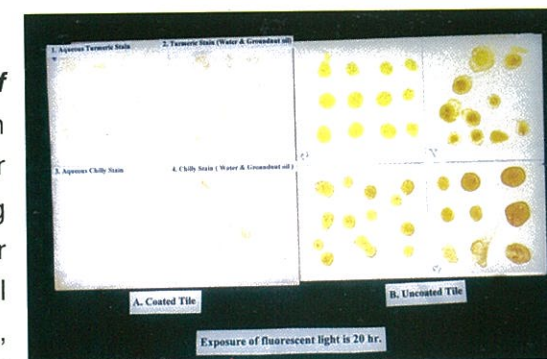 f
n
r
g
r
l
,
1. Aqueous Turmeric Stain
2. Turmeric Stain (Water & Groundnut oil)
3. Aqueous Chilly Stain
4. Chilly Stain ( Water & Groundnut oil )
A. Coated Tile
B. Uncoated Tile
Exposure of fluorescent light is 20 hr.